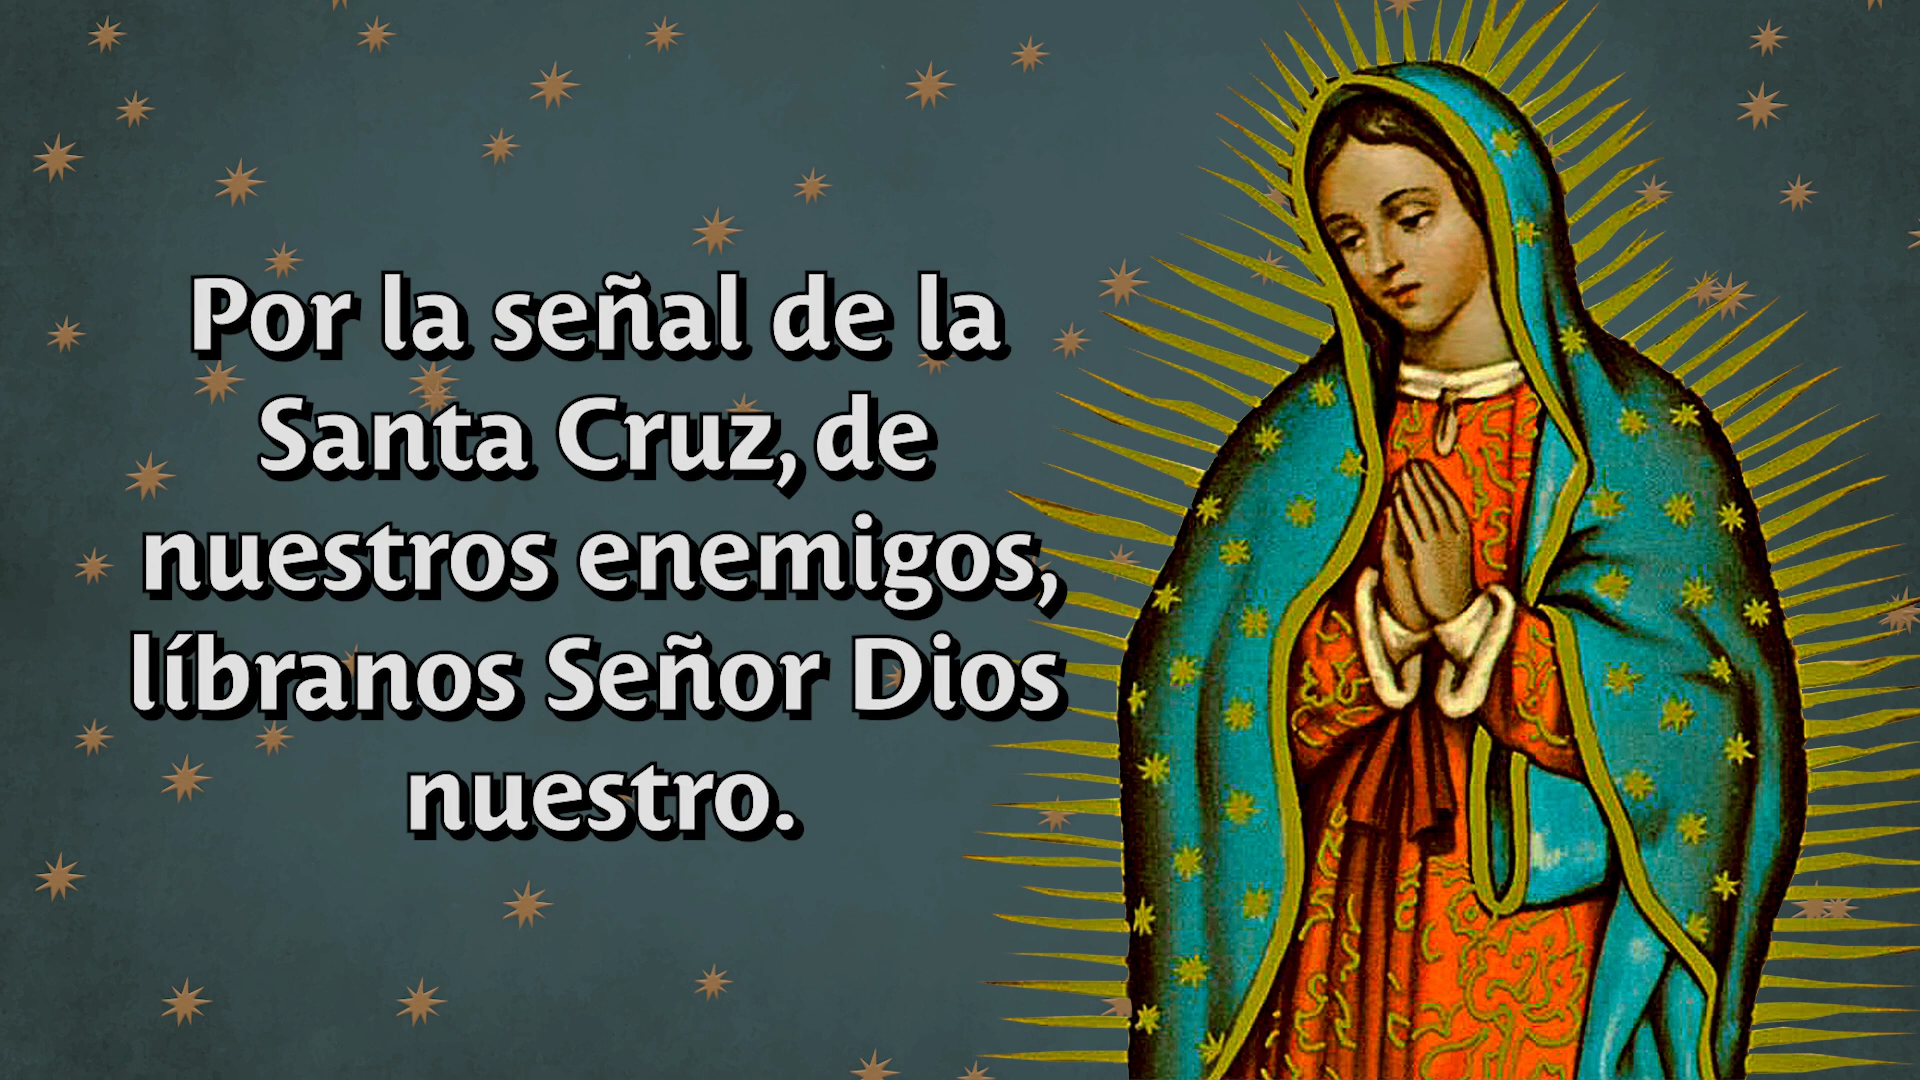 Por la señal de la
Santa Cruz, de
nuestros enemigos,
líbranos Señor Dios
nuestro.